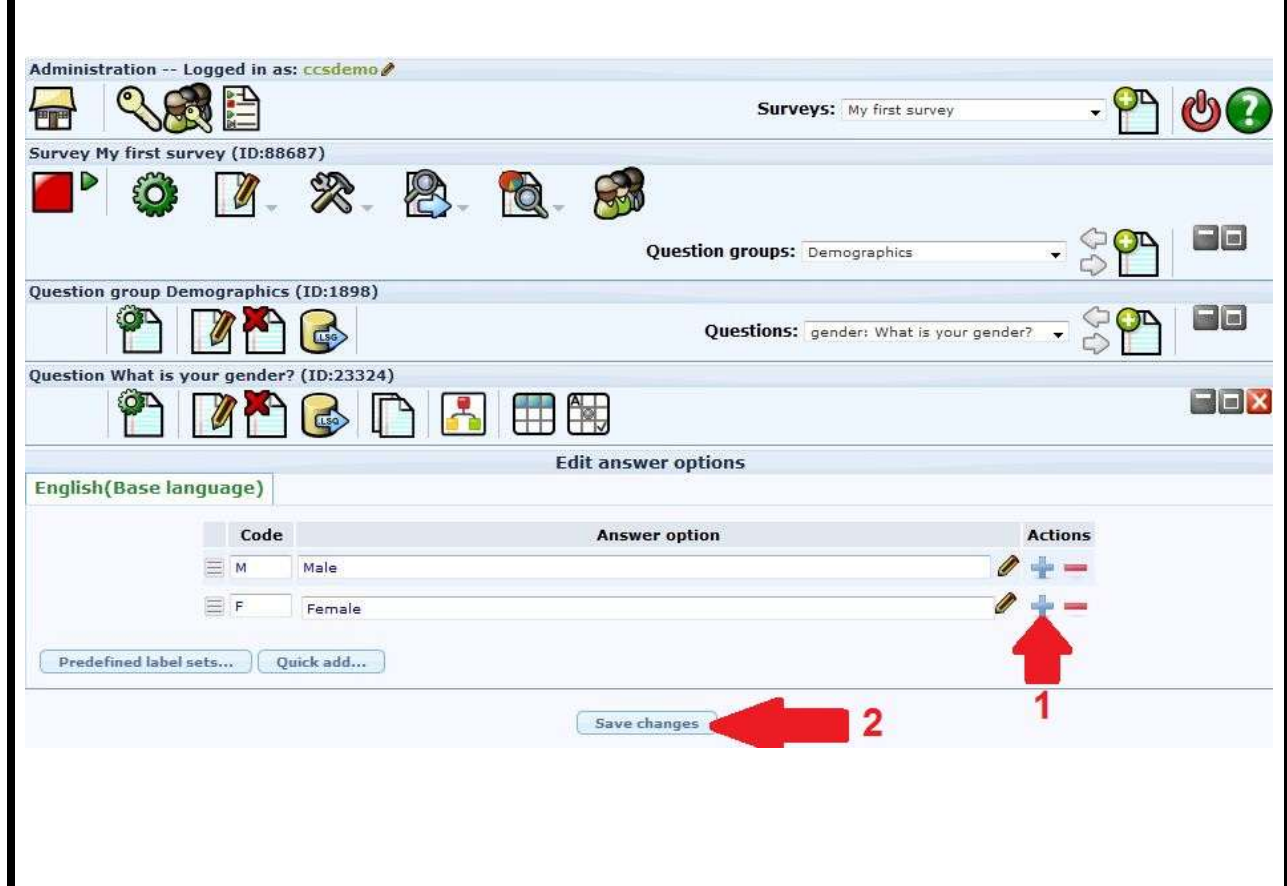 Administration -- Logged in as: ccsdemo
Surveys: My first survey
?
Survey My first survey (ID:88687)
Question groups: Demographics
Question group Demographics (ID:1898)
.LSG
Questions: gender: What is your gender?
Question What is your gender? (ID:23324)
.LSQ
A
Edit answer options
English(Base language)
Code Answer option Actions
M Male
F Female
Predefined label sets... Quick add...
1
Save changes 2